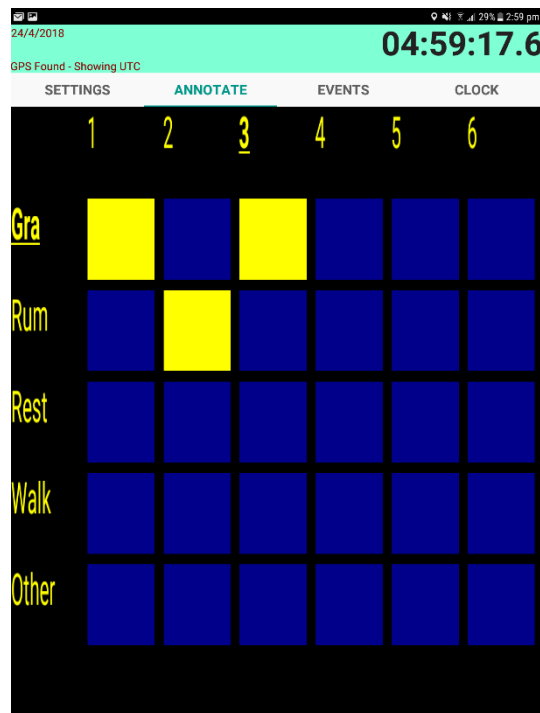 29% 2:59 pm
24/4/2018
04:59:17.6
GPS Found - Showing UTC
SETTINGS ANNOTATE EVENTS CLOCK
1 2 3 4 5 6
Gra
Rum
Rest
Walk
Other